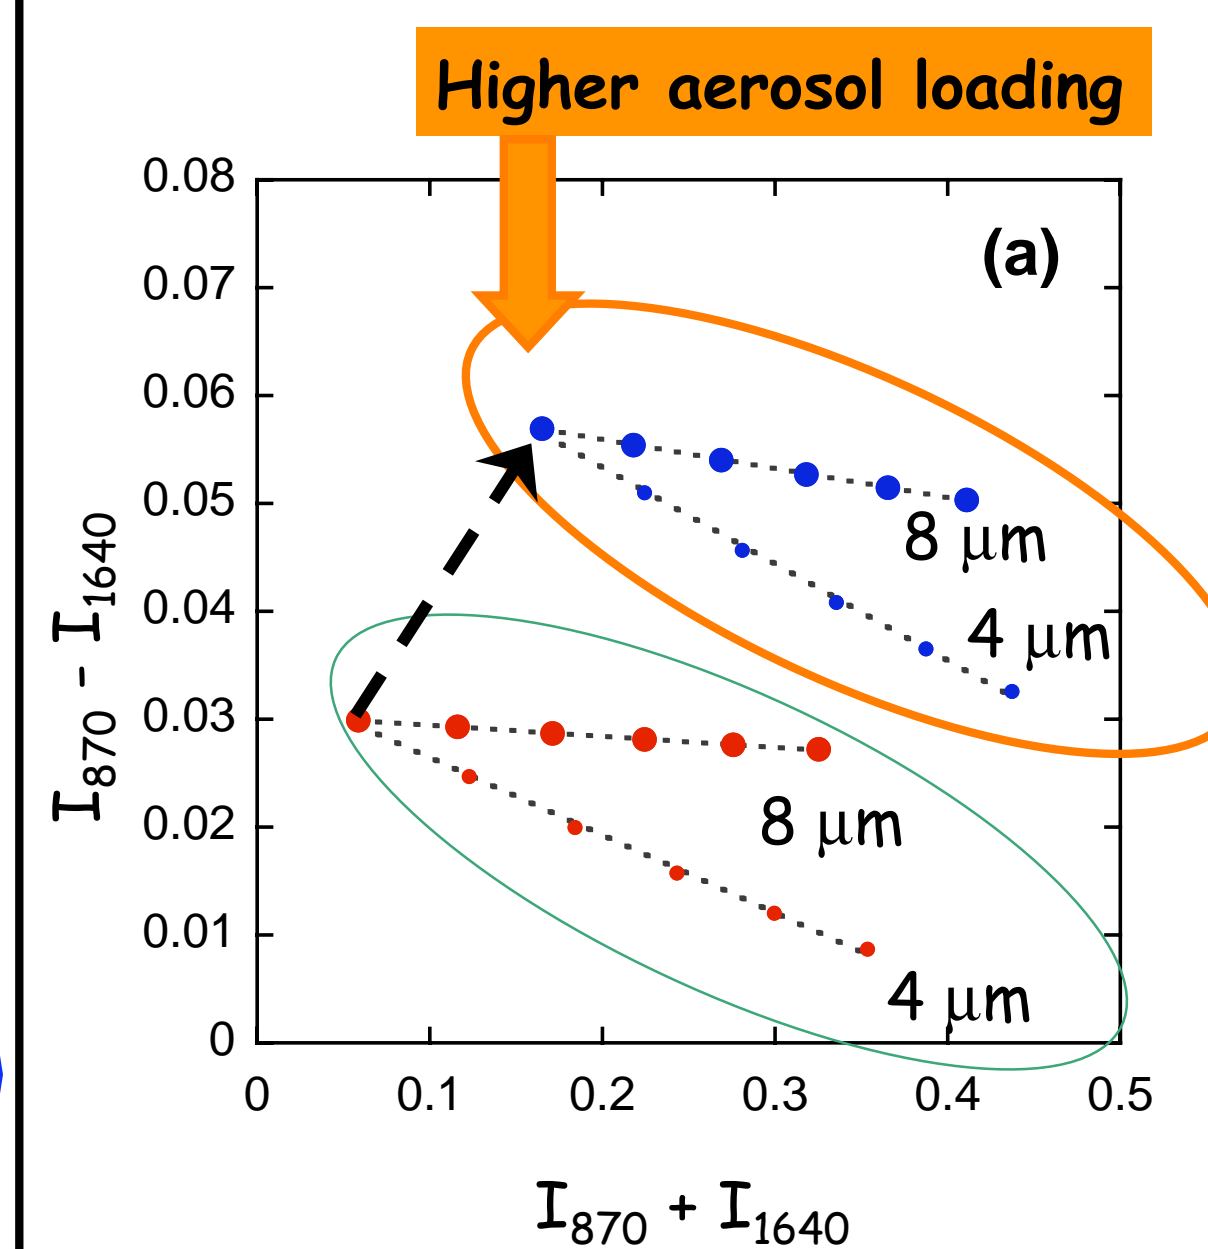 Higher aerosol loading
(a)
0.08
0.07
0.06
0.05
0.04
0.03
0.02
0.01
0
I870 - I1640
8 μm
4 μm
8 μm
4 μm
0 0.1 0.2 0.3 0.4 0.5
I870 + I1640